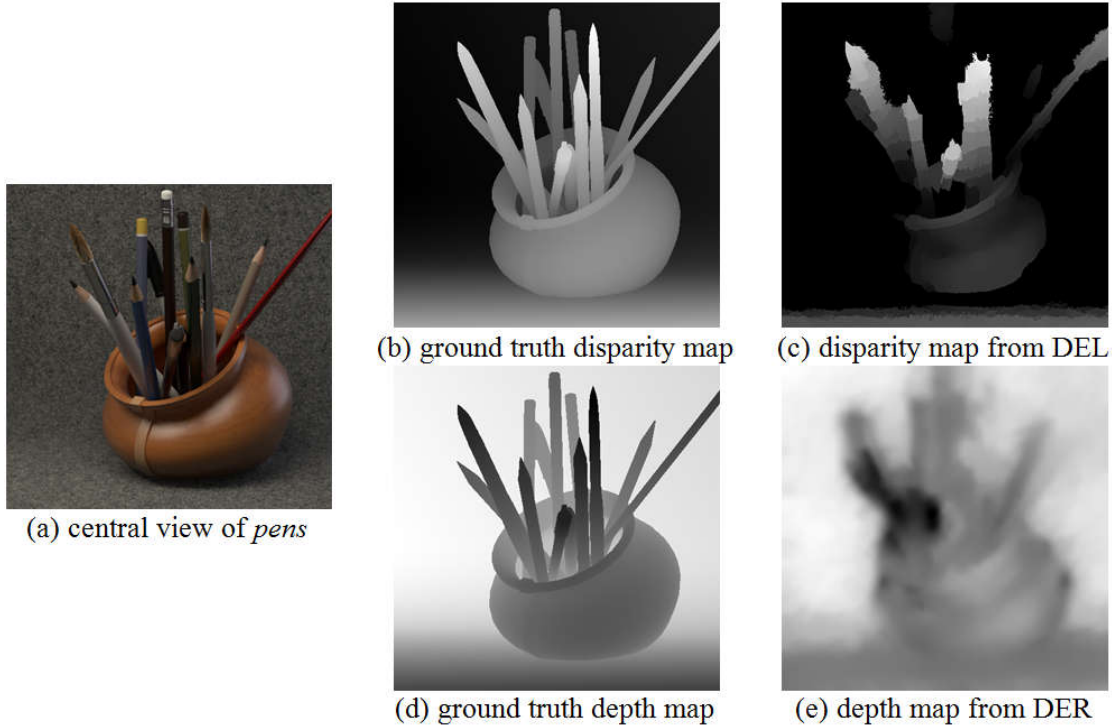 (a) central view of pens
(b) ground truth disparity map
(c) disparity map from DEL
(d) ground truth depth map
(e) depth map from DER